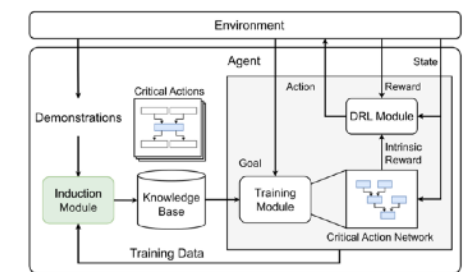 Environment
Agent
State
Critical Actions
Action
Reward
Demonstrations
DRL Module
Goal
Intrinsic
Reward
Induction
Module
Knowledge
Base
Training
Module
Critical Action Network
Training Data